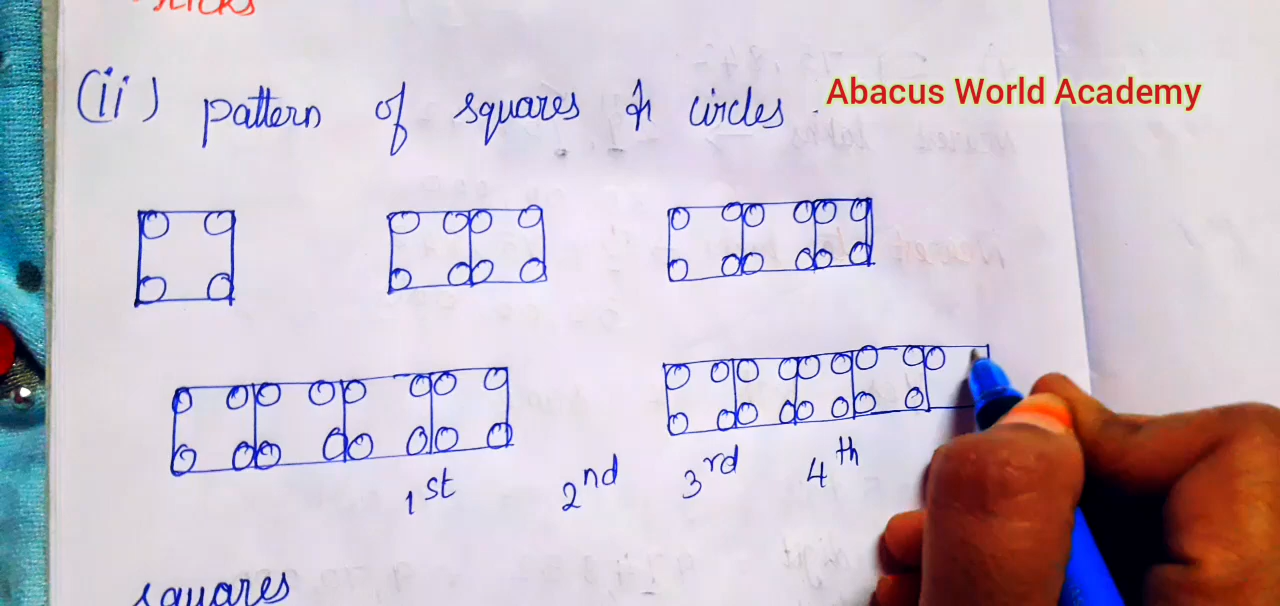 (ii) pattern of squares & circles
Abacus World Academy
1st 2nd 3rd 4th
squares